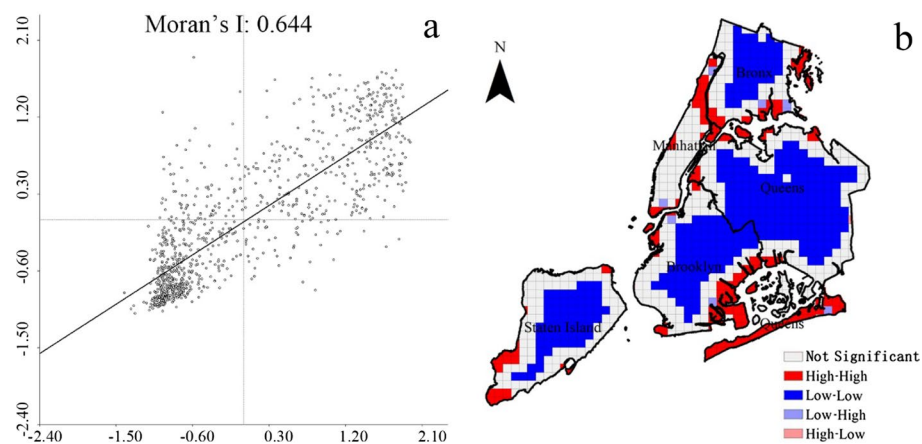 Moran's I: 0.644
a
2.10
1.20
0.30
-0.60
-1.50
-2.40
-2.40
-1.50
-0.60
0.30
1.20
2.10
b
N
Bronx
Manhattan
Queens
Brooklyn
Staten Island
Queens
Not Significant
High-High
Low-Low
Low-High
High-Low